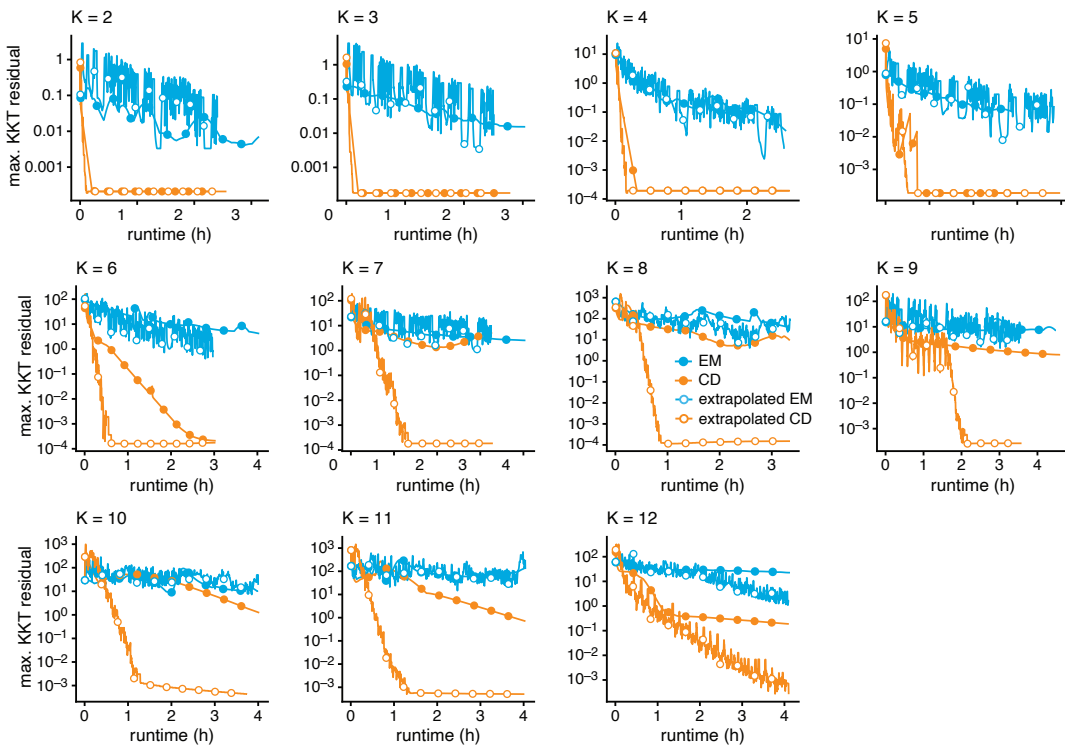 K = 2
K = 3
K = 4
K = 5
max. KKT residual
1
0.1
0.01
0.001
0 1 2 3
runtime (h)
1
0.1
0.01
0.001
0 1 2 3
runtime (h)
10^1
10^0
10^−1
10^−2
10^−3
10^−4
0 1 2
runtime (h)
10^1
10^0
10^−1
10^−2
10^−3
0
runtime (h)
K = 6
K = 7
K = 8
K = 9
max. KKT residual
10^2
10^1
10^0
10^−1
10^−2
10^−3
10^−4
0 1 2 3 4
runtime (h)
10^2
10^1
10^0
10^−1
10^−2
10^−3
10^−4
0 1 2 3 4
runtime (h)
10^3
10^2
10^1
10^0
10^−1
10^−2
10^−3
10^−4
0 1 2 3
runtime (h)
EM
CD
extrapolated EM
extrapolated CD
10^2
10^1
10^0
10^−1
10^−2
10^−3
0 1 2 3 4
runtime (h)
K = 10
K = 11
K = 12
max. KKT residual
10^3
10^2
10^1
10^0
10^−1
10^−2
10^−3
0 1 2 3 4
runtime (h)
10^3
10^2
10^1
10^0
10^−1
10^−2
10^−3
0 1 2 3 4
runtime (h)
10^2
10^1
10^0
10^−1
10^−2
10^−3
0 1 2 3 4
runtime (h)